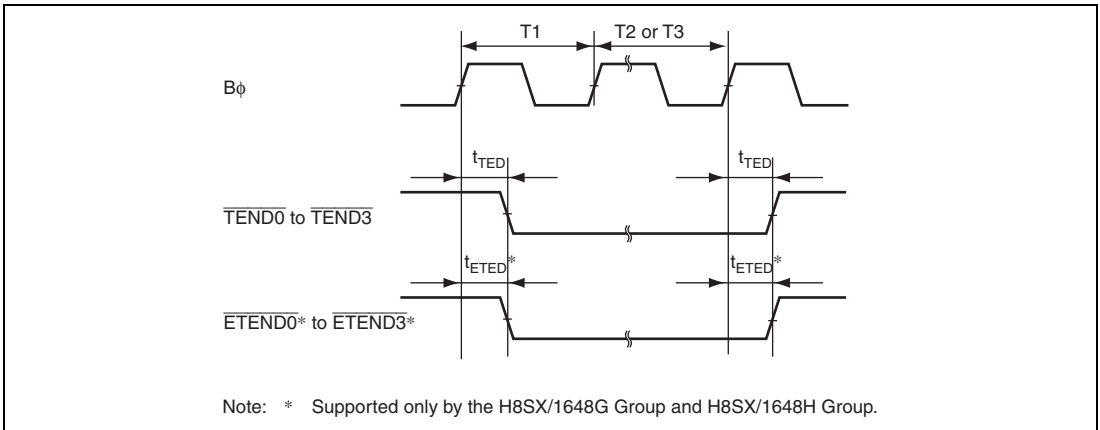 T1 T2 or T3
Bϕ
tTED tTED
TEND0 to TEND3
tETED* tETED*
ETEND0* to ETEND3*
Note: * Supported only by the H8SX/1648G Group and H8SX/1648H Group.